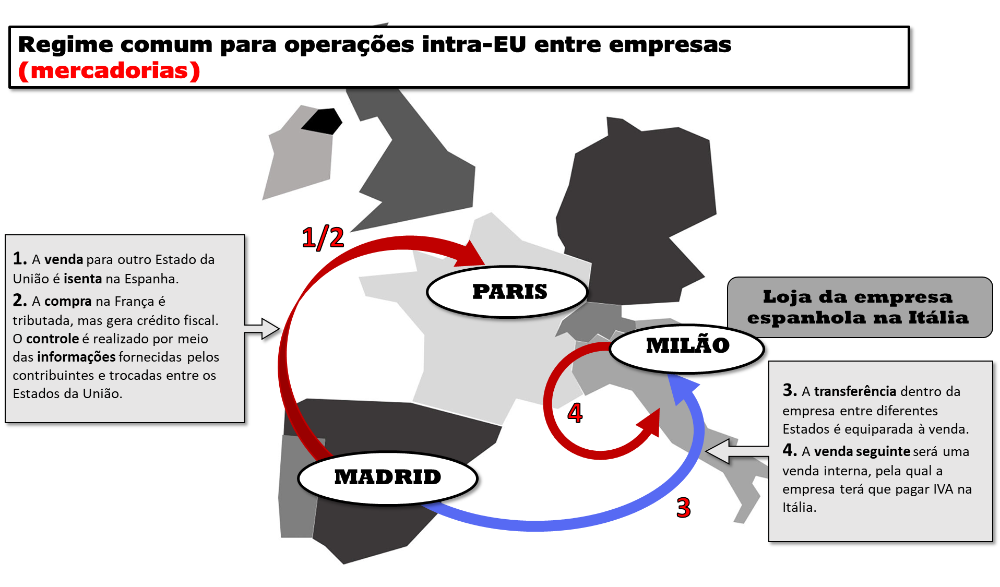 Regime comum para operações intra-EU entre empresas
(mercadorias)
1/2
1. A venda para outro Estado da
União é isenta na Espanha.
2. A compra na França é
tributada, mas gera crédito fiscal.
O controle é realizado por meio
das informações fornecidas pelos
contribuintes e trocadas entre os
Estados da União.
PARIS
Loja da empresa
espanhola na Itália
MILÃO
4
3. A transferência dentro da
empresa entre diferentes
Estados é equiparada à venda.
4. A venda seguinte será uma
venda interna, pela qual a
empresa terá que pagar IVA na
Itália.
MADRID
3